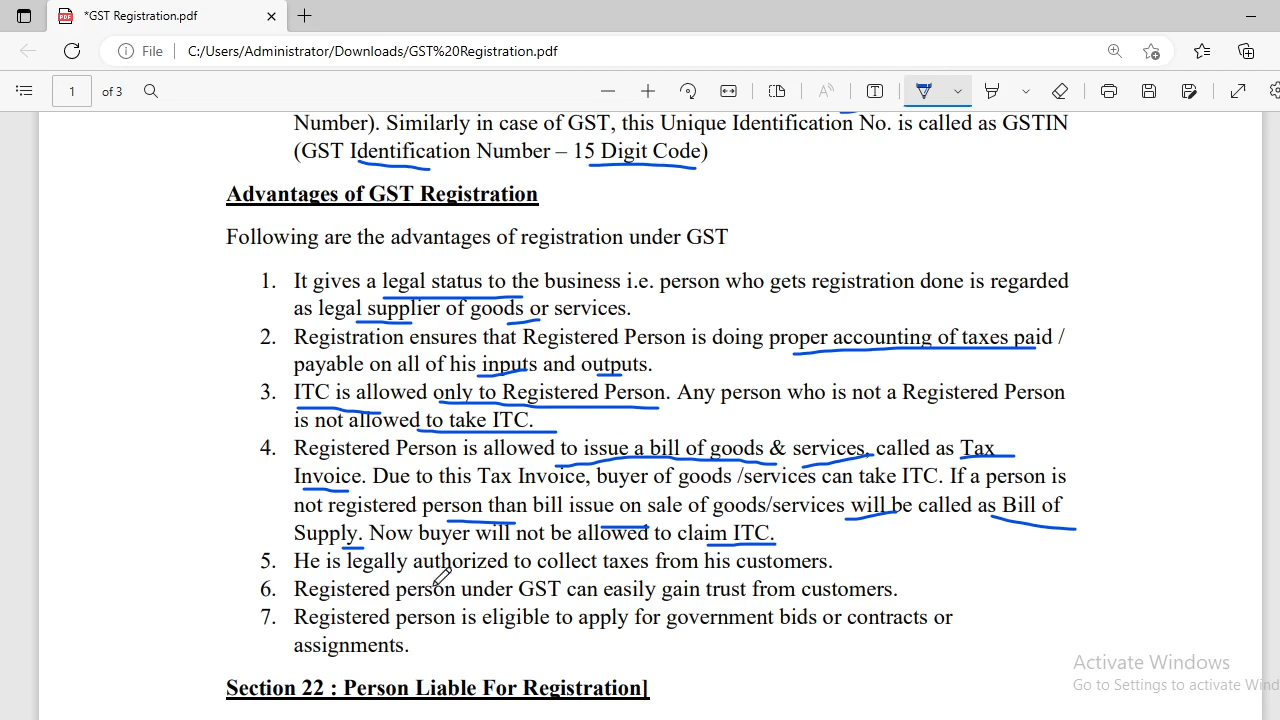 *GST Registration.pdf
File
C:/Users/Administrator/Downloads/GST%20Registration.pdf
1 of 3
Number). Similarly in case of GST, this Unique Identification No. is called as GSTIN
(GST Identification Number – 15 Digit Code)
Advantages of GST Registration
Following are the advantages of registration under GST
1. It gives a legal status to the business i.e. person who gets registration done is regarded
as legal supplier of goods or services.
2. Registration ensures that Registered Person is doing proper accounting of taxes paid /
payable on all of his inputs and outputs.
3. ITC is allowed only to Registered Person. Any person who is not a Registered Person
is not allowed to take ITC.
4. Registered Person is allowed to issue a bill of goods & services, called as Tax
Invoice. Due to this Tax Invoice, buyer of goods /services can take ITC. If a person is
not registered person than bill issue on sale of goods/services will be called as Bill of
Supply. Now buyer will not be allowed to claim ITC.
5. He is legally authorized to collect taxes from his customers.
6. Registered person under GST can easily gain trust from customers.
7. Registered person is eligible to apply for government bids or contracts or
assignments.
Section 22 : Person Liable For Registration]
Activate Windows
Go to Settings to activate Wind